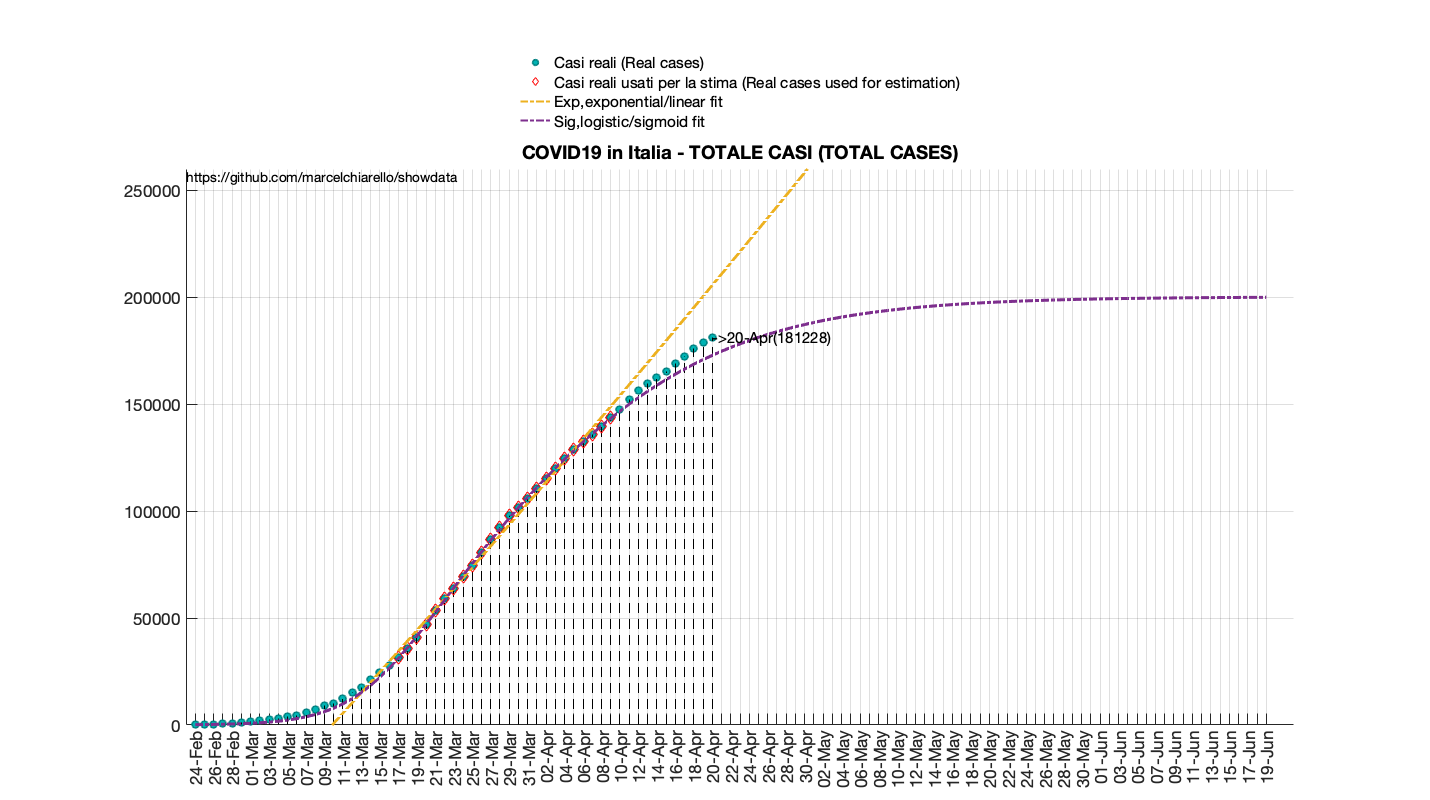 Casi reali (Real cases)
Casi reali usati per la stima (Real cases used for estimation)
Exp,exponential/linear fit
Sig,logistic/sigmoid fit
COVID19 in Italia - TOTALE CASI (TOTAL CASES)
https://github.com/marcelchiarello/showdata
250000
200000
150000
100000
50000
0
->20-Apr(181228)
24-Feb
26-Feb
28-Feb
01-Mar
03-Mar
05-Mar
07-Mar
09-Mar
11-Mar
13-Mar
15-Mar
17-Mar
19-Mar
21-Mar
23-Mar
25-Mar
27-Mar
29-Mar
31-Mar
02-Apr
04-Apr
06-Apr
08-Apr
10-Apr
12-Apr
14-Apr
16-Apr
18-Apr
20-Apr
22-Apr
24-Apr
26-Apr
28-Apr
30-Apr
02-May
04-May
06-May
08-May
10-May
12-May
14-May
16-May
18-May
20-May
22-May
24-May
26-May
28-May
30-May
01-Jun
03-Jun
05-Jun
07-Jun
09-Jun
11-Jun
13-Jun
15-Jun
17-Jun
19-Jun